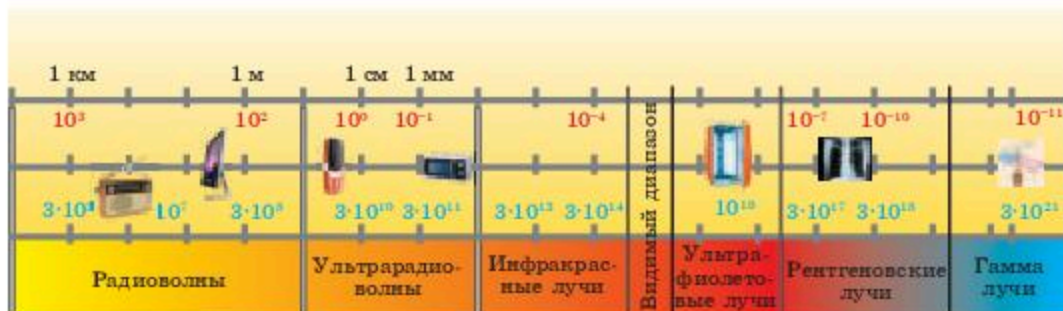 1 км 1 м 1 см 1 мм
10³ 10² 10⁰ 10⁻¹ 10⁻⁴ 10⁻⁷ 10⁻¹⁰ 10⁻¹¹
10⁷ 3·10⁸ 3·10¹⁰ 3·10¹¹ 3·10¹³ 3·10¹⁴ 10¹⁶ 3·10¹⁷ 3·10¹⁸ 3·10²¹
Радиоволны
Ультрарадио-
волны
Инфракрас-
ные лучи
Видимый диапазон
Ультра-
фиолето-
вые лучи
Рентгеновские
лучи
Гамма
лучи